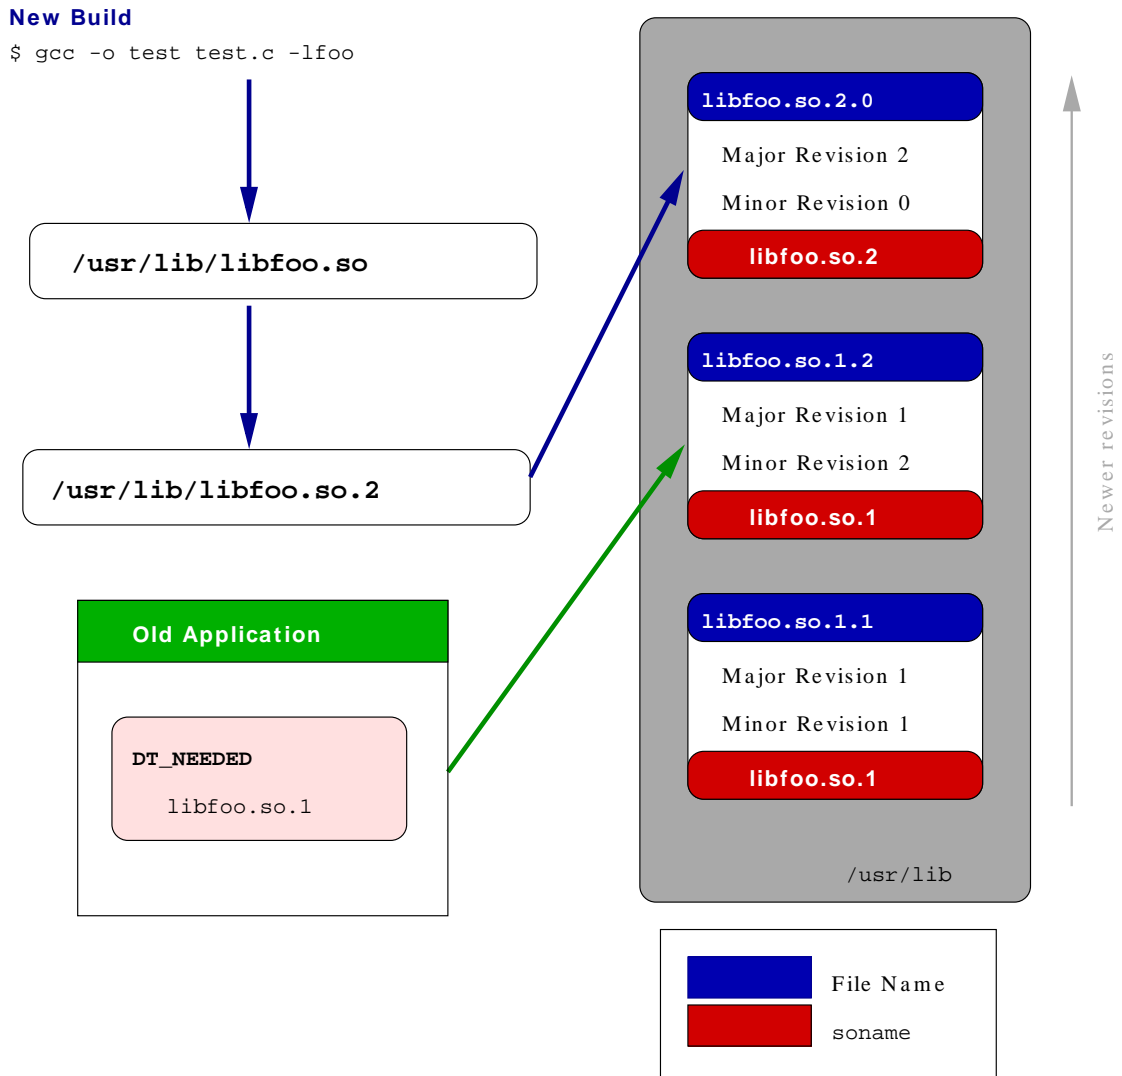 New Build
$ gcc -o test test.c -lfoo
/usr/lib/libfoo.so
/usr/lib/libfoo.so.2
Old Application
DT_NEEDED
libfoo.so.1
libfoo.so.2.0
Major Revision 2
Minor Revision 0
libfoo.so.2
libfoo.so.1.2
Major Revision 1
Minor Revision 2
libfoo.so.1
libfoo.so.1.1
Major Revision 1
Minor Revision 1
libfoo.so.1
/usr/lib
Newer revisions
File Name
soname